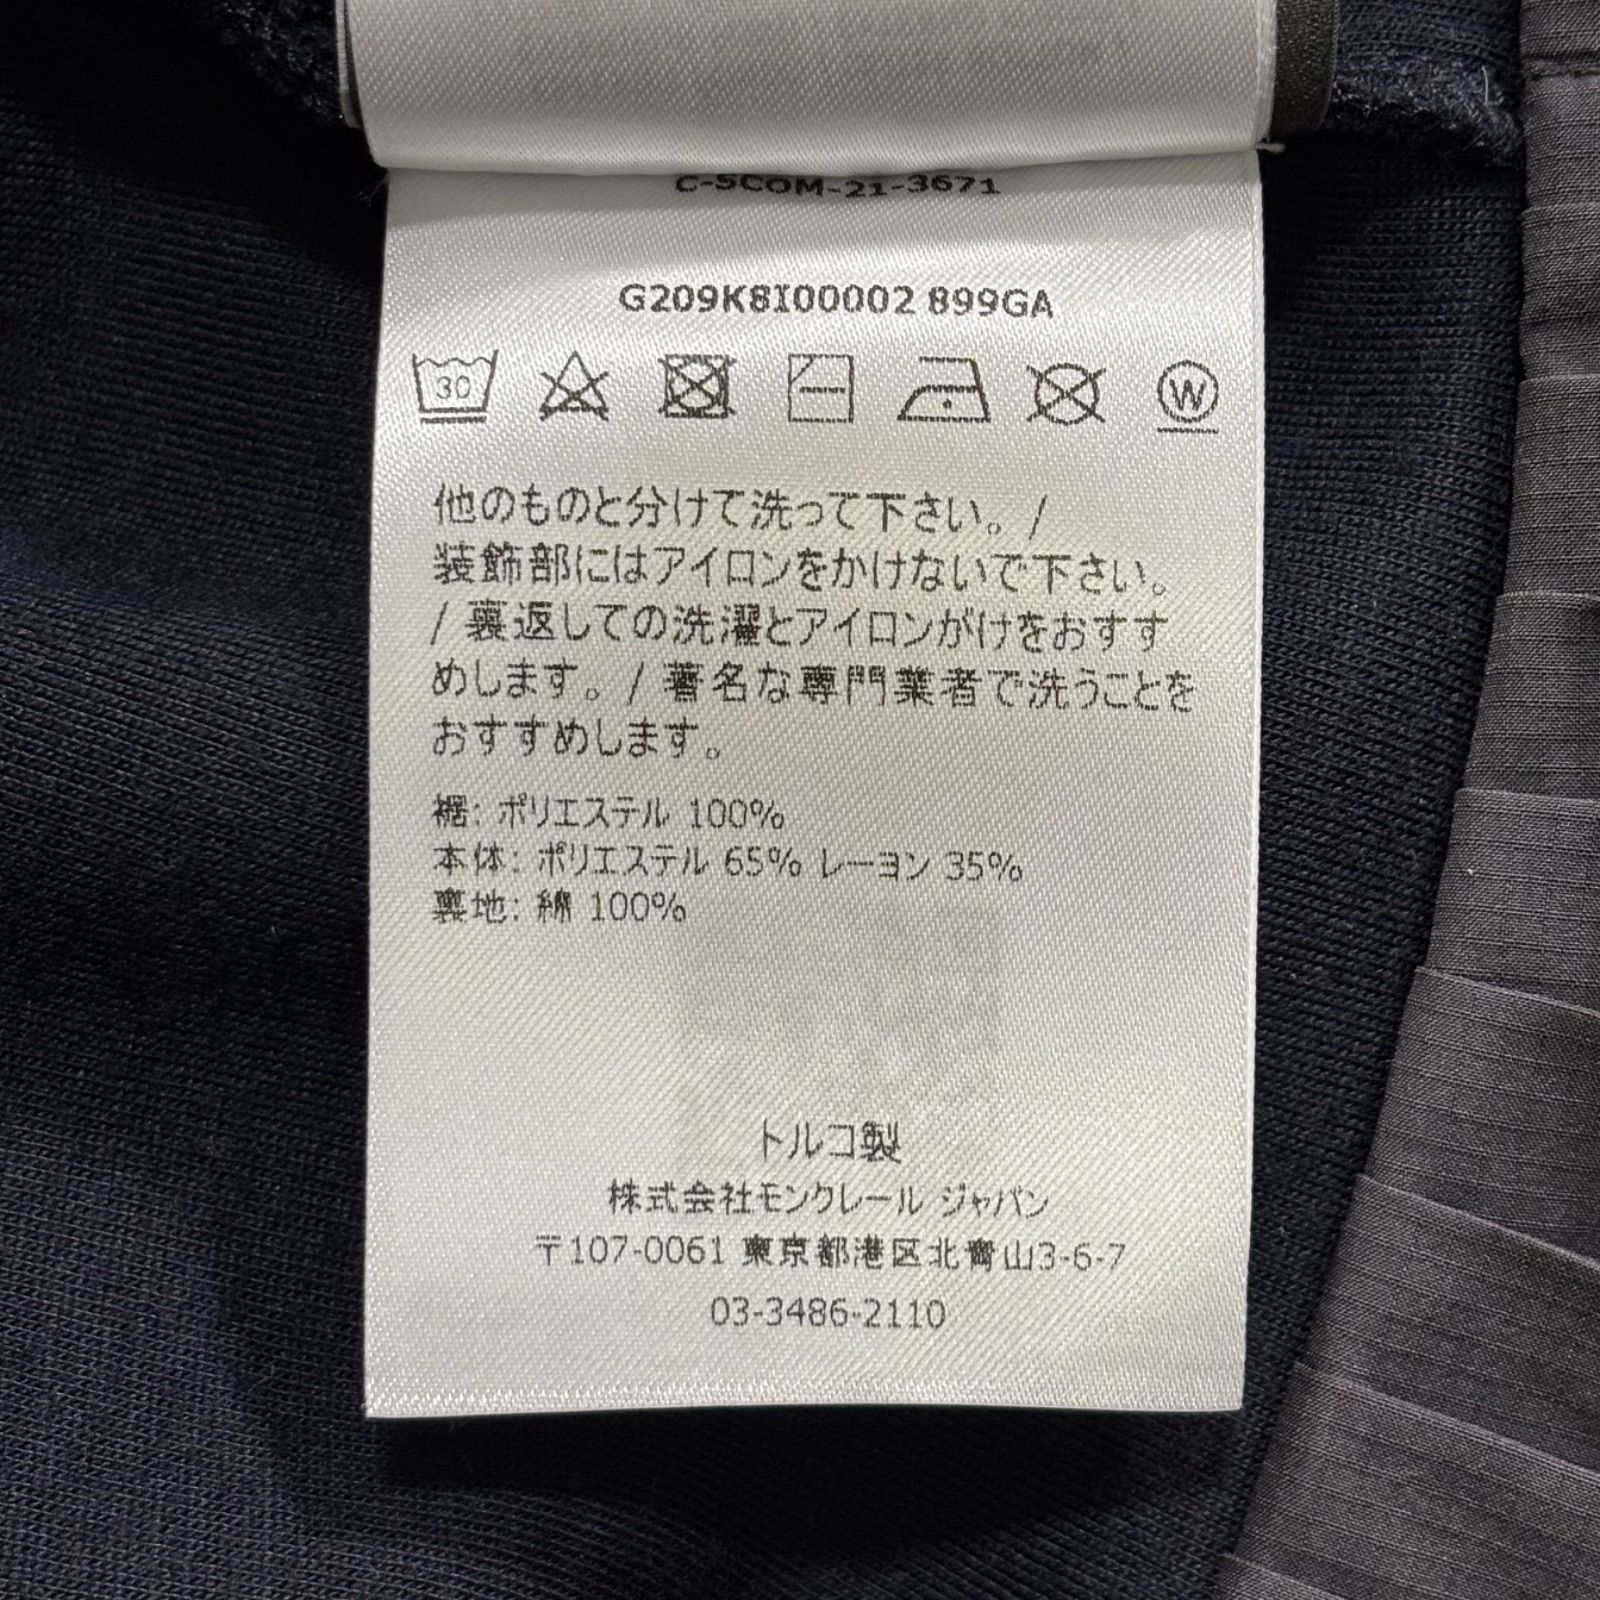 C-SCOM-21-3671
G209K8I00002 899GA
30
W
他のものと分けて洗って下さい。 /
装飾部にはアイロンをかけないで下さい。
/ 裏返しての洗濯とアイロンがけをおすす
めします。 / 著名な専門業者で洗うことを
おすすめします。
裾: ポリエステル 100%
本体: ポリエステル 65% レーヨン 35%
裏地: 綿 100%
トルコ製
株式会社モンクレール ジャパン
〒107-0061 東京都港区北青山3-6-7
03-3486-2110